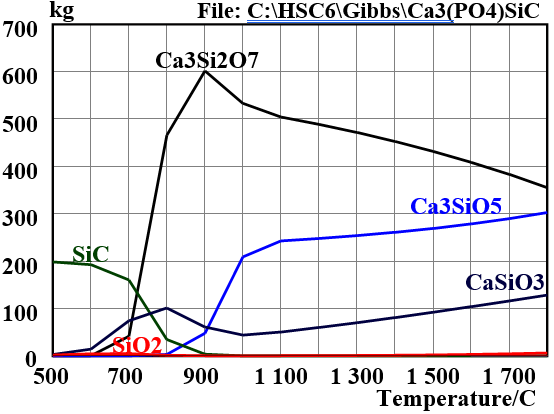 kg File: C:\HSC6\Gibbs\Ca3(PO4)SiC
700
Ca3Si2O7
600
500
400
300
Ca3SiO5
SiC
200
CaSiO3
100
SiO2
0
500 700 900 1 100 1 300 1 500 1 700
Temperature/C